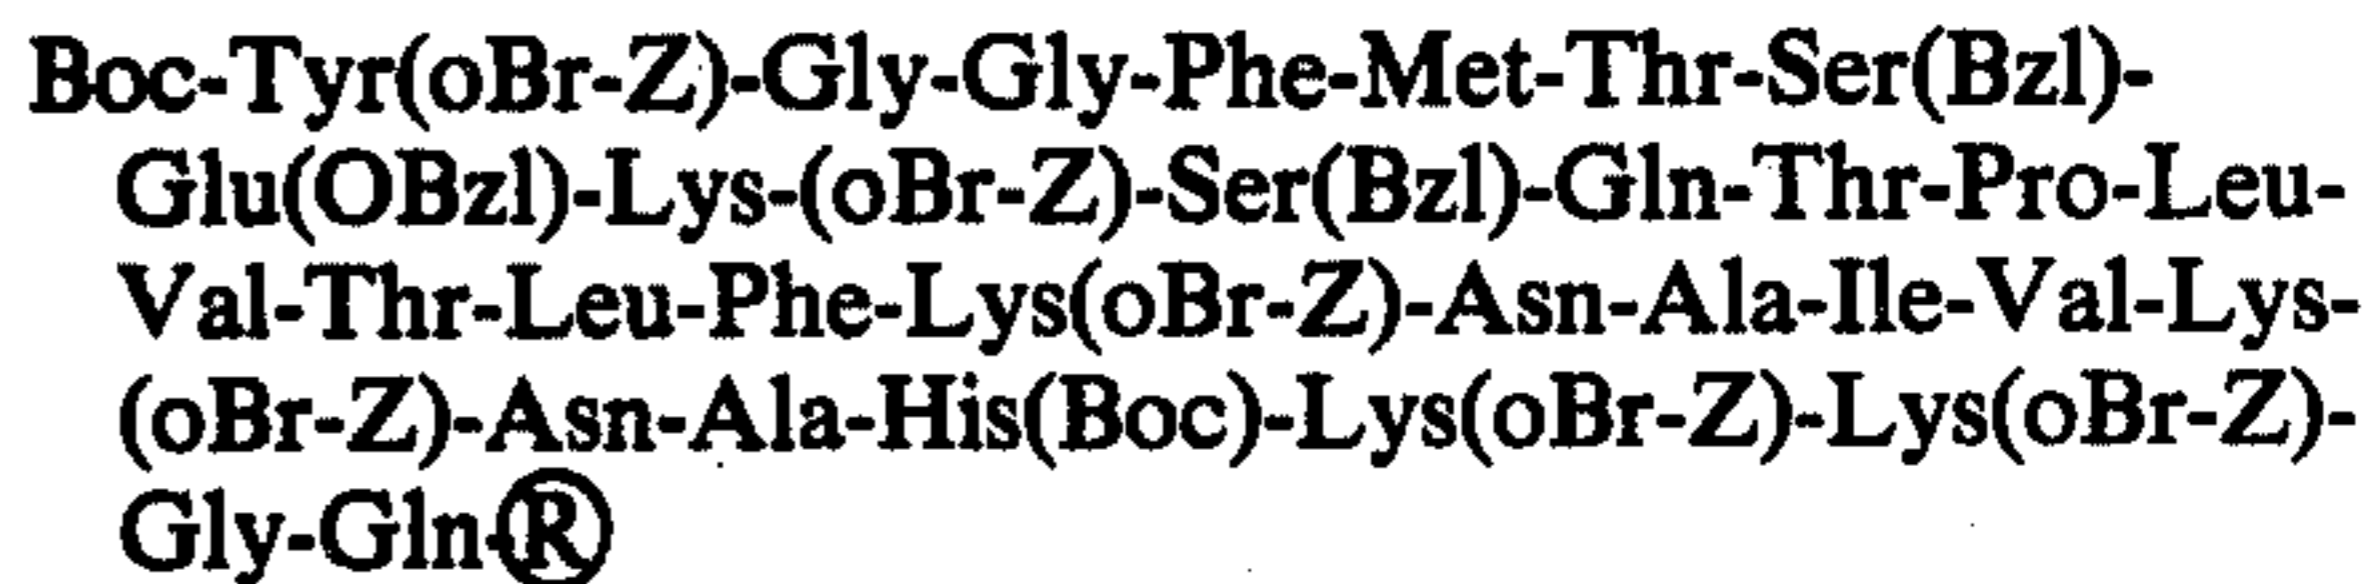 Boc-Tyr(oBr-Z)-Gly-Gly-Phe-Met-Thr-Ser(Bzl)-
Glu(OBzl)-Lys-(oBr-Z)-Ser(Bzl)-Gln-Thr-Pro-Leu-
Val-Thr-Leu-Phe-Lys(oBr-Z)-Asn-Ala-Ile-Val-Lys-
(oBr-Z)-Asn-Ala-His(Boc)-Lys(oBr-Z)-Lys(oBr-Z)-
Gly-Gln-Ⓡ